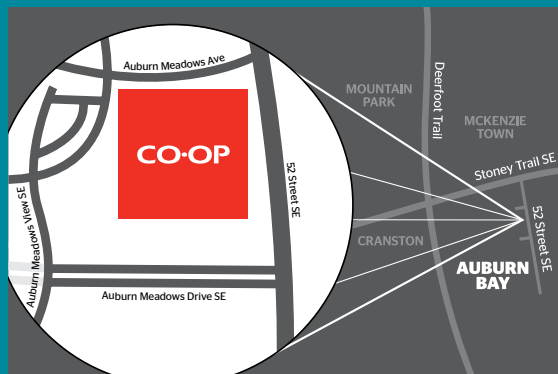 Auburn Meadows Ave
CO•OP
52 Street SE
Auburn Meadows View SE
Auburn Meadows Drive SE
MOUNTAIN
PARK
Deerfoot Trail
MCKENZIE
TOWN
Stoney Trail SE
CRANSTON
52 Street SE
AUBURN
BAY